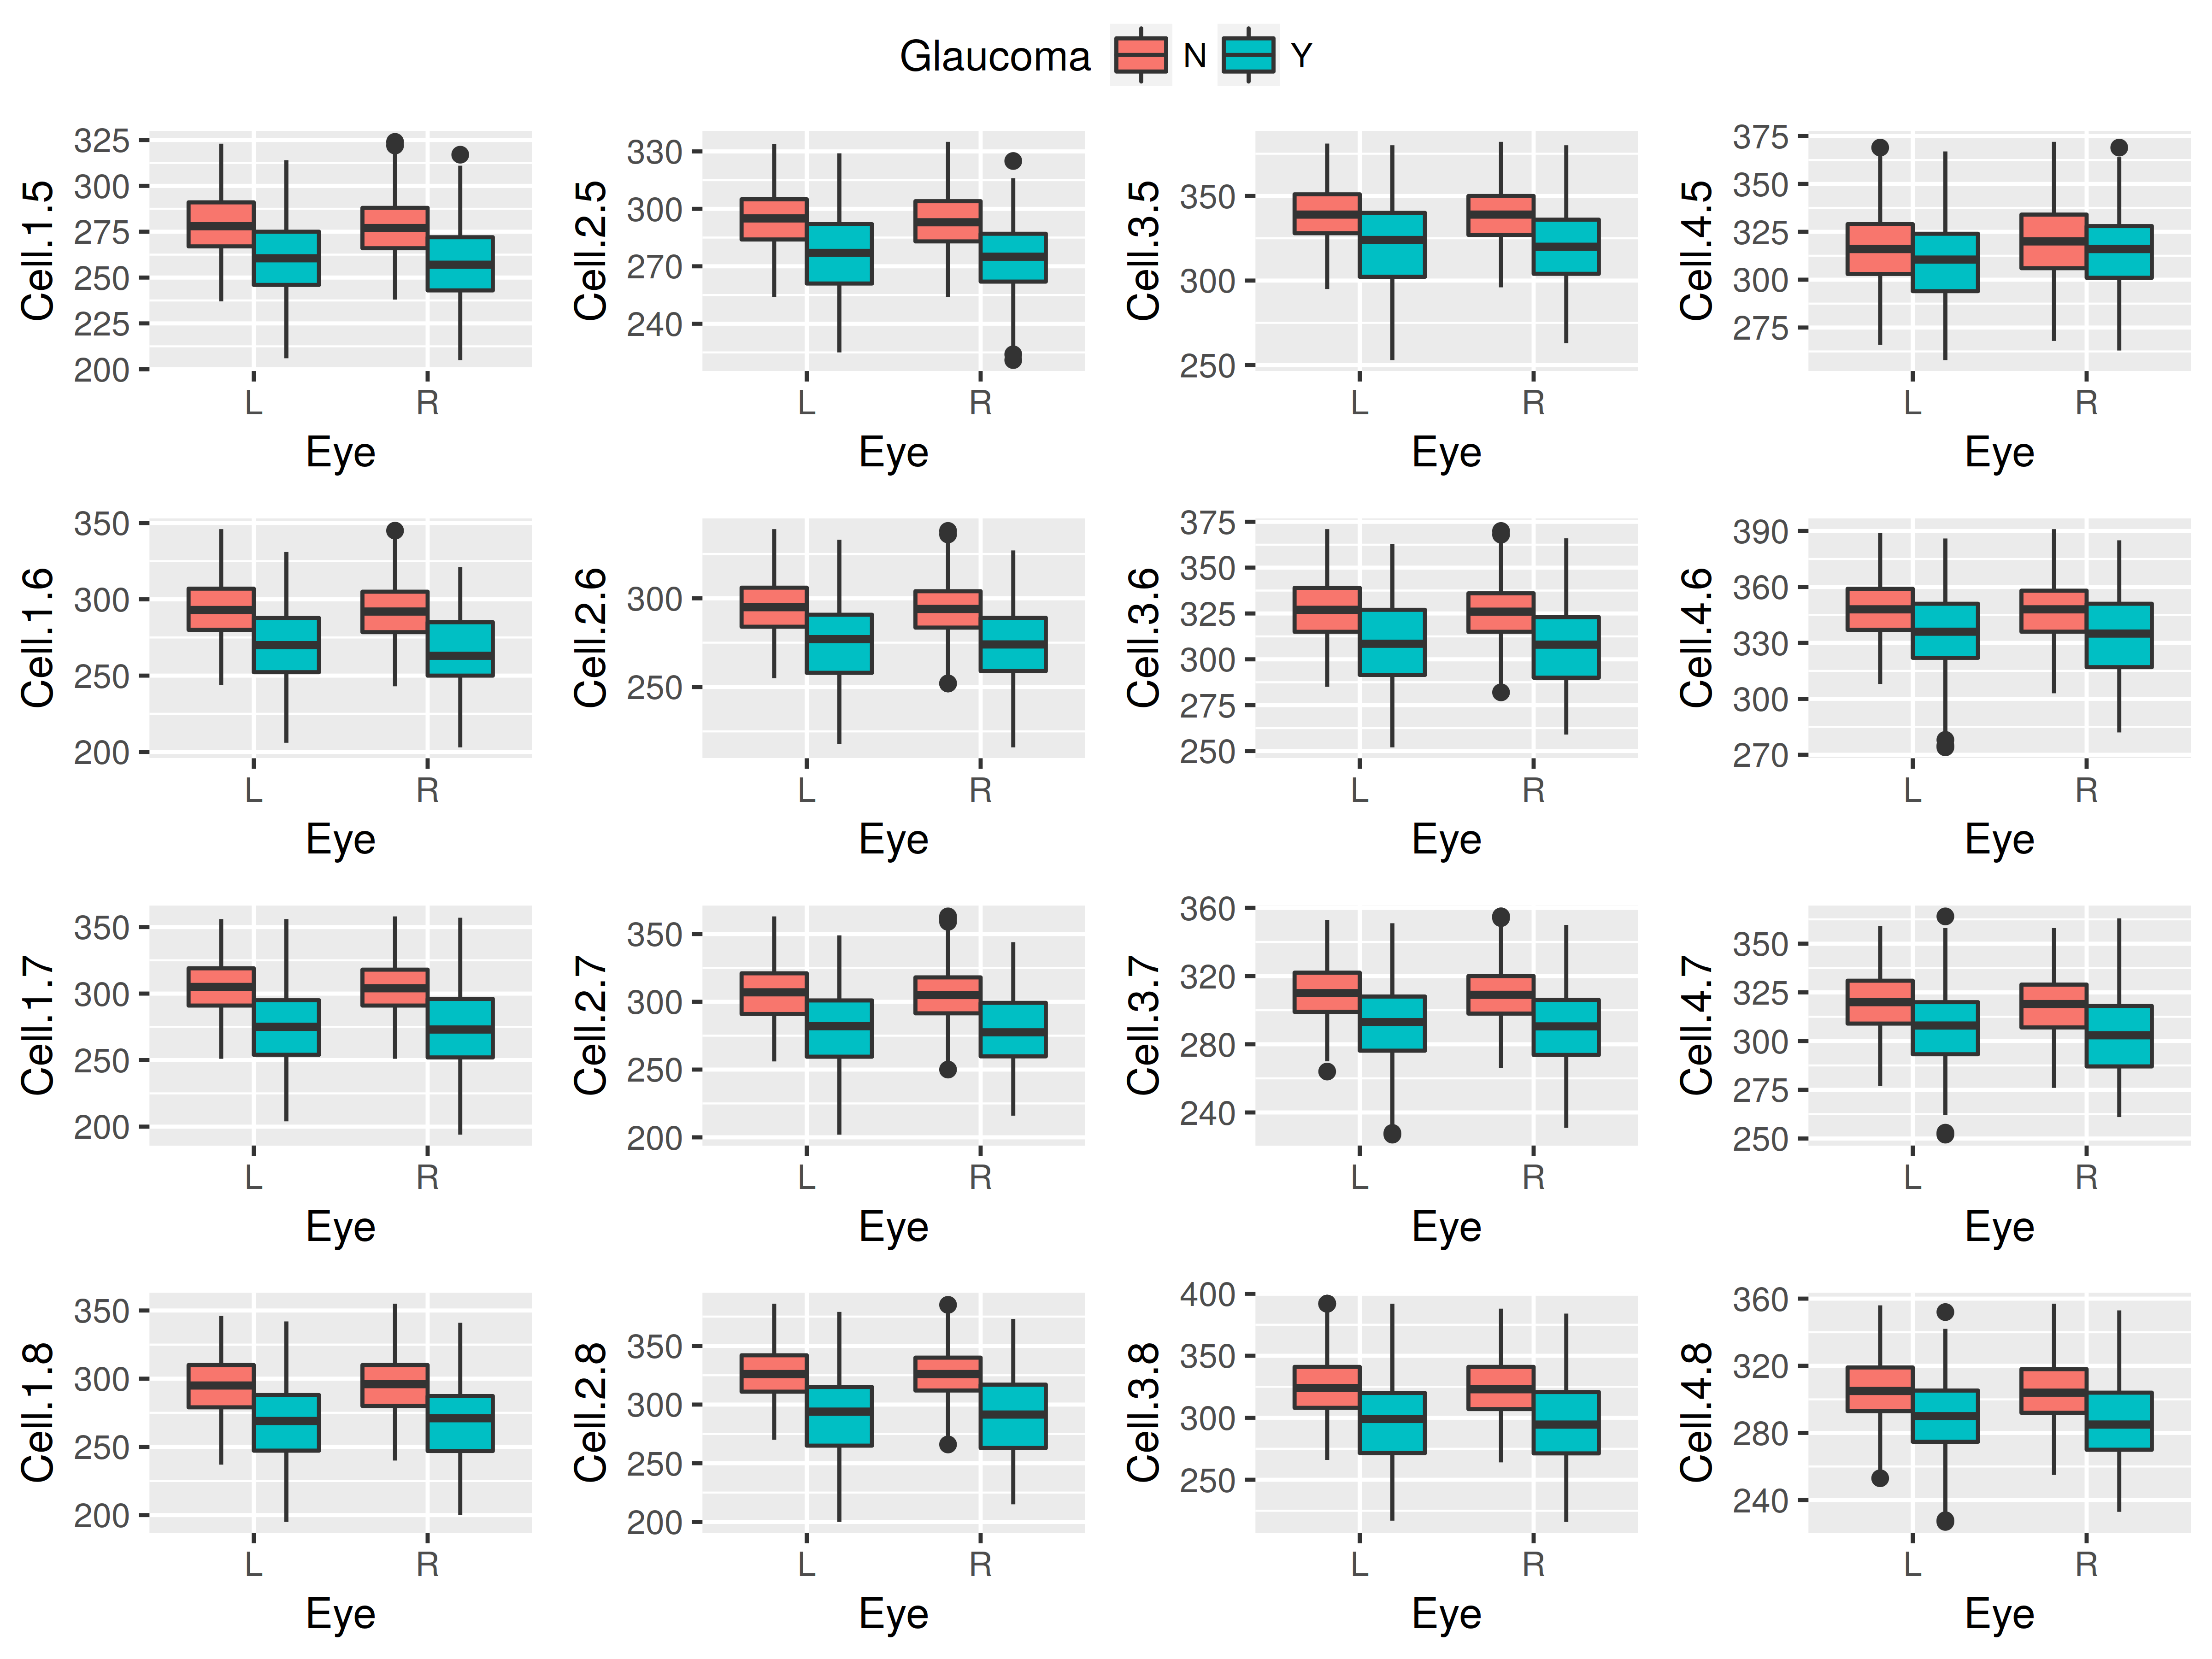 Glaucoma N Y
Cell.1.5
325
300
275
250
225
200
L R
Eye
Cell.2.5
330
300
270
240
L R
Eye
Cell.3.5
350
300
250
L R
Eye
Cell.4.5
375
350
325
300
275
L R
Eye
Cell.1.6
350
300
250
200
L R
Eye
Cell.2.6
300
250
L R
Eye
Cell.3.6
375
350
325
300
275
250
L R
Eye
Cell.4.6
390
360
330
300
270
L R
Eye
Cell.1.7
350
300
250
200
L R
Eye
Cell.2.7
350
300
250
200
L R
Eye
Cell.3.7
360
320
280
240
L R
Eye
Cell.4.7
350
325
300
275
250
L R
Eye
Cell.1.8
350
300
250
200
L R
Eye
Cell.2.8
350
300
250
200
L R
Eye
Cell.3.8
400
350
300
250
L R
Eye
Cell.4.8
360
320
280
240
L R
Eye